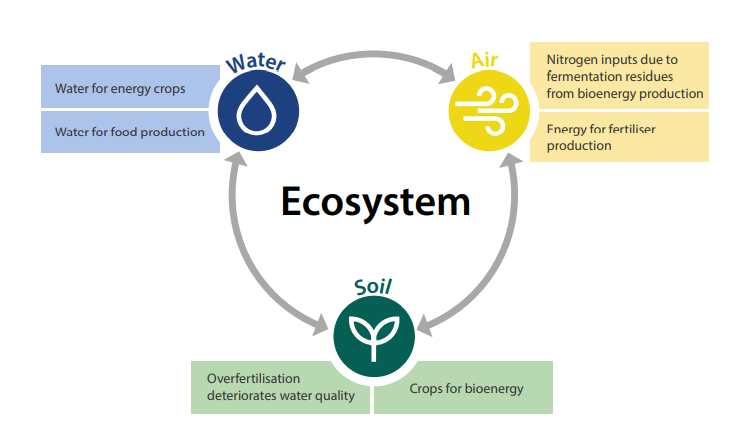 Water
Air
Water for energy crops
Water for food production
Nitrogen inputs due to
fermentation residues
from bioenergy production
Energy for fertiliser
production
Ecosystem
Soil
Overfertilisation
deteriorates water quality
Crops for bioenergy